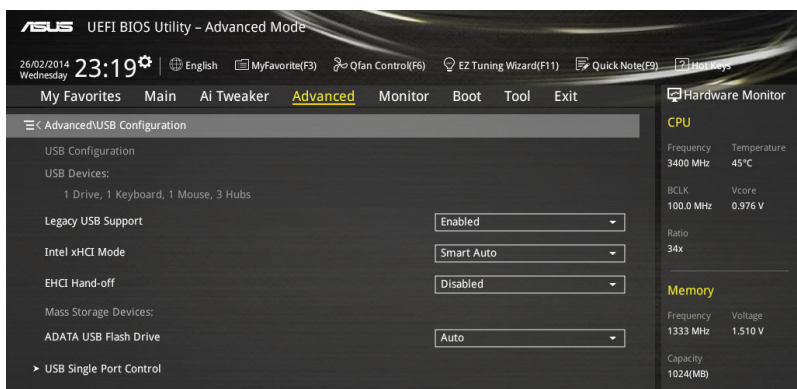 ASUS UEFI BIOS Utility – Advanced Mode
26/02/2014 Wednesday 23:19 English MyFavorite(F3) Qfan Control(F6) EZ Tuning Wizard(F11) Quick Note(F9) Hot Keys
My Favorites Main Ai Tweaker Advanced Monitor Boot Tool Exit
Advanced\USB Configuration
USB Configuration
USB Devices:
1 Drive, 1 Keyboard, 1 Mouse, 3 Hubs
Legacy USB Support Enabled
Intel xHCI Mode Smart Auto
EHCI Hand-off Disabled
Mass Storage Devices:
ADATA USB Flash Drive Auto
USB Single Port Control
Hardware Monitor
CPU
Frequency Temperature
3400 MHz 45°C
BCLK Vcore
100.0 MHz 0.976 V
Ratio
34x
Memory
Frequency Voltage
1333 MHz 1.510 V
Capacity
1024(MB)